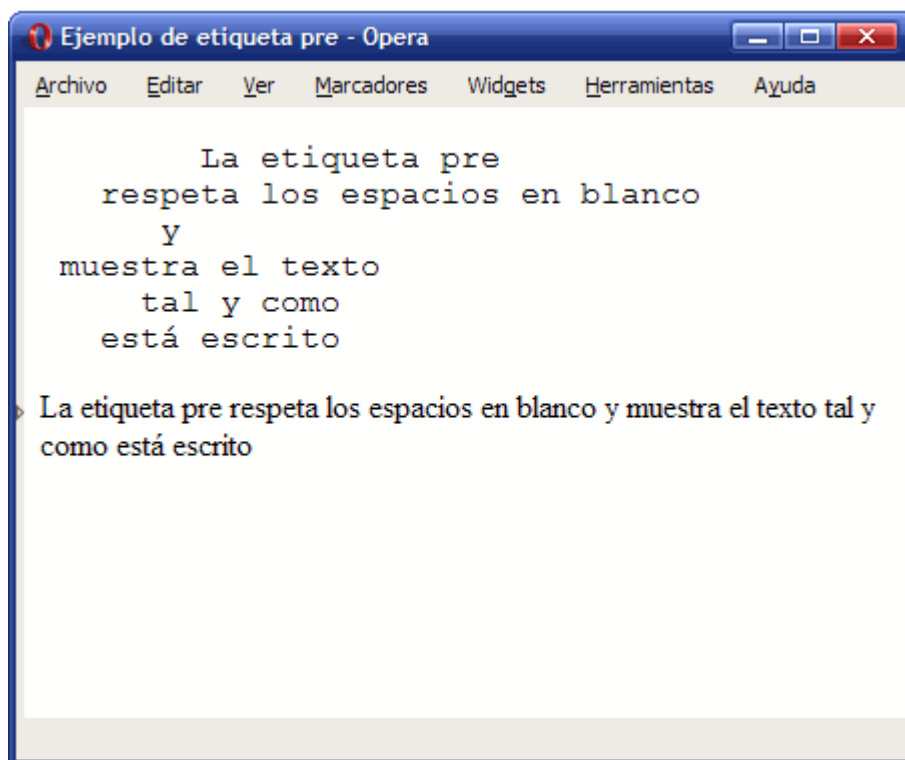 Ejemplo de etiqueta pre - Opera
Archivo Editar Ver Marcadores Widgets Herramientas Ayuda
La etiqueta pre
respeta los espacios en blanco
y
muestra el texto
tal y como
está escrito
La etiqueta pre respeta los espacios en blanco y muestra el texto tal y
como está escrito